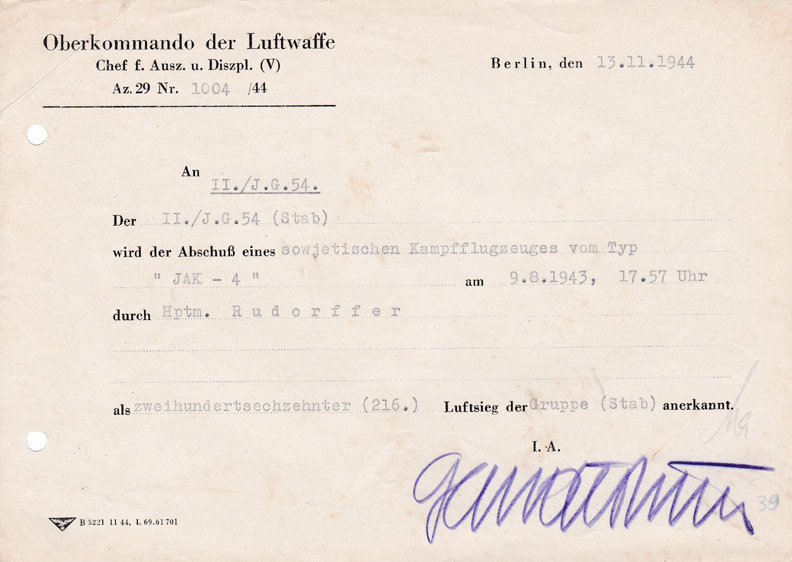 Oberkommando der Luftwaffe
Chef f. Ausz. u. Diszpl. (V)
Az. 29 Nr. 1004 /44
Berlin, den 13.11.1944
An
II./J.G.54.
Der II./J.G.54 (Stab)
wird der Abschuß eines sowjetischen Kampfflugzeuges vom Typ
" JAK - 4 " am 9.8.1943, 17.57 Uhr
durch Hptm. Rudorffer
als zweihundertsechzehnter (216.) Luftsieg der Gruppe (Stab) anerkannt.
I. A.
39
B 5221 11 44, L 69.61701